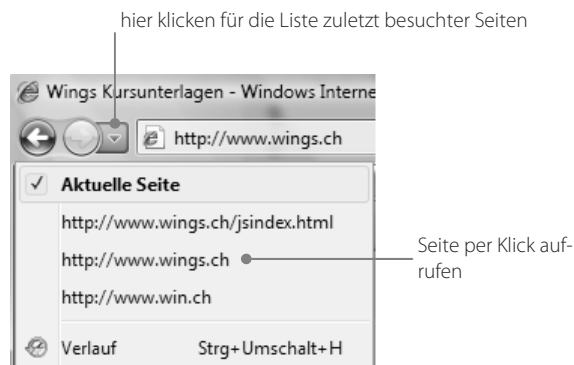 hier klicken für die Liste zuletzt besuchter Seiten
Wings Kursunterlagen - Windows Interne
http://www.wings.ch
Aktuelle Seite
http://www.wings.ch/jsindex.html
http://www.wings.ch
Seite per Klick auf-
rufen
http://www.win.ch
Verlauf Strg+Umschalt+H